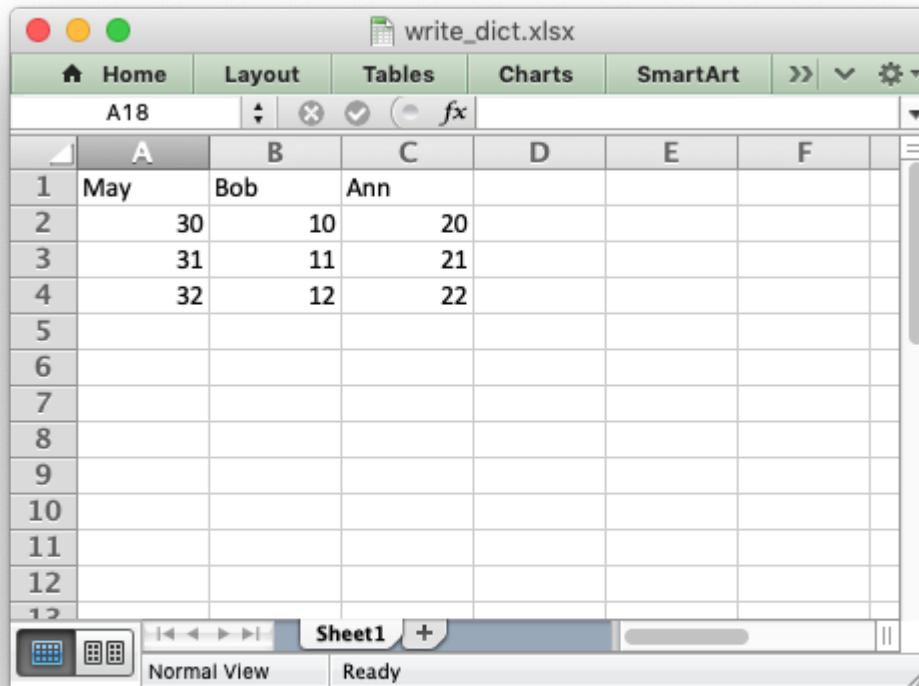 write_dict.xlsx
Home Layout Tables Charts SmartArt
A18 fx
A B C D E F
1 May Bob Ann
2 30 10 20
3 31 11 21
4 32 12 22
5
6
7
8
9
10
11
12
13
Sheet1 +
Normal View Ready